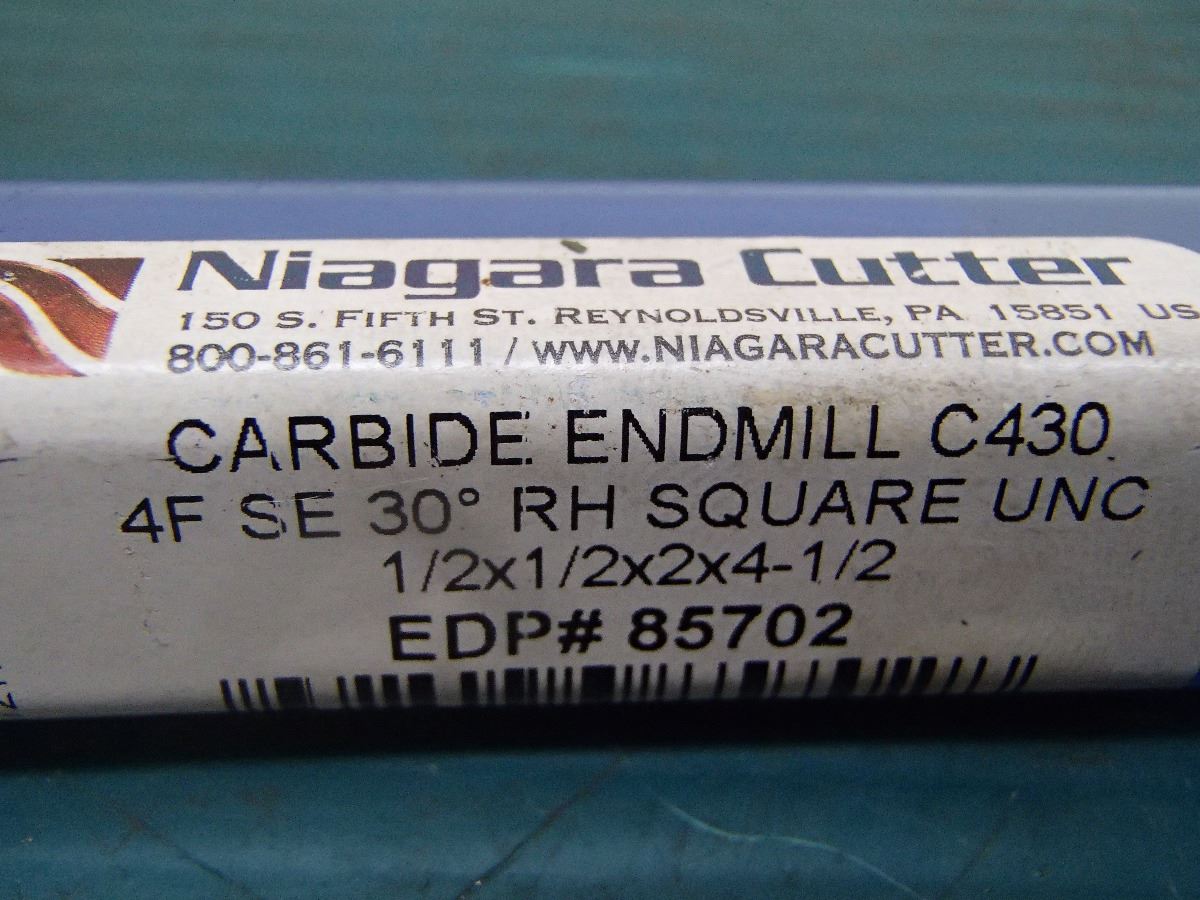 Niagara Cutter
150 S. FIFTH ST. REYNOLDSVILLE, PA 15851 US
800-861-6111 / WWW.NIAGARACUTTER.COM
CARBIDE ENDMILL C430
4F SE 30° RH SQUARE UNC
1/2x1/2x2x4-1/2
EDP# 85702